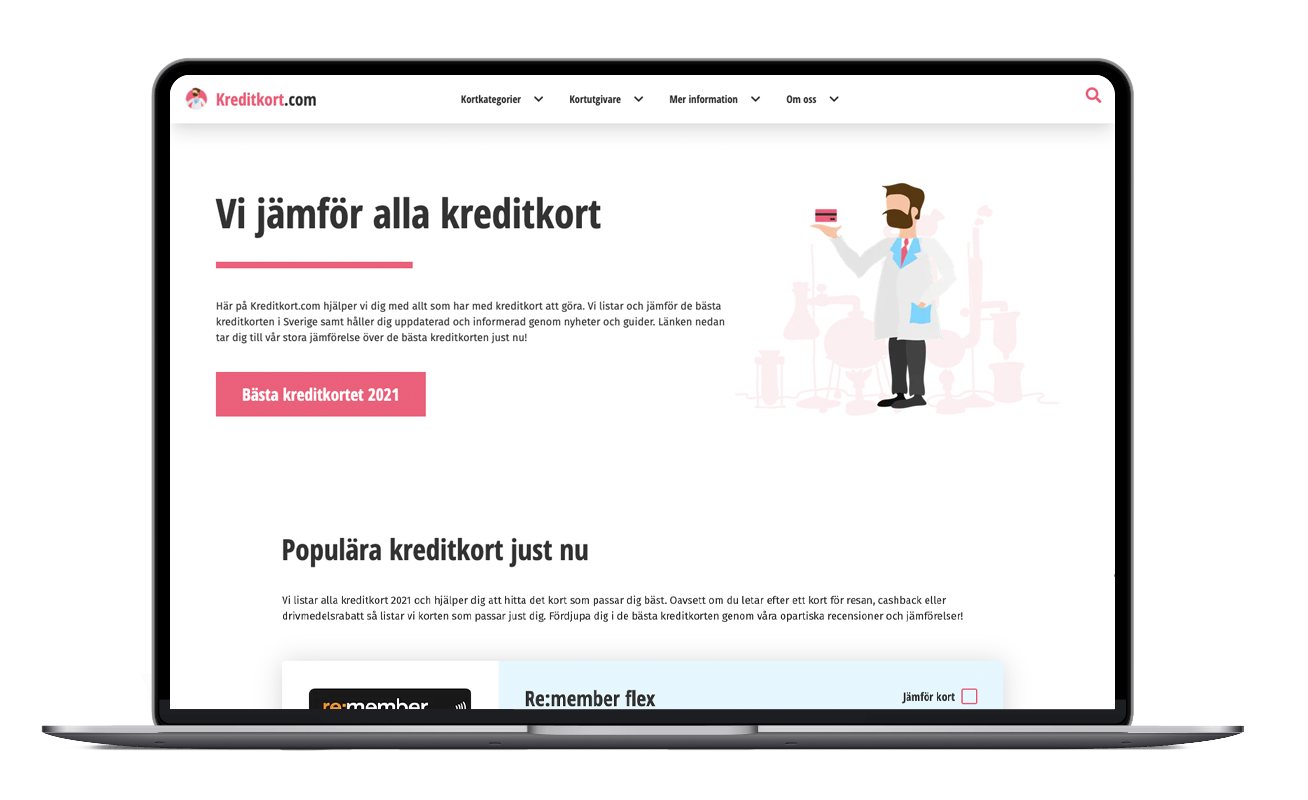 Kreditkort.com
Kortkategorier
Kortutgivare
Mer information
Om oss
Vi jämför alla kreditkort
Här på Kreditkort.com hjälper vi dig med allt som har med kreditkort att göra. Vi listar och jämför de bästa
kreditkorten i Sverige samt håller dig uppdaterad och informerad genom nyheter och guider. Länken nedan
tar dig till vår stora jämförelse över de bästa kreditkorten just nu!
Bästa kreditkortet 2021
Populära kreditkort just nu
Vi listar alla kreditkort 2021 och hjälper dig att hitta det kort som passar dig bäst. Oavsett om du letar efter ett kort för resan, cashback eller
drivmedelsrabatt så listar vi korten som passar just dig. Fördjupa dig i de bästa kreditkorten genom våra opartiska recensioner och jämförelser!
re:member
Re:member flex
Jämför kort